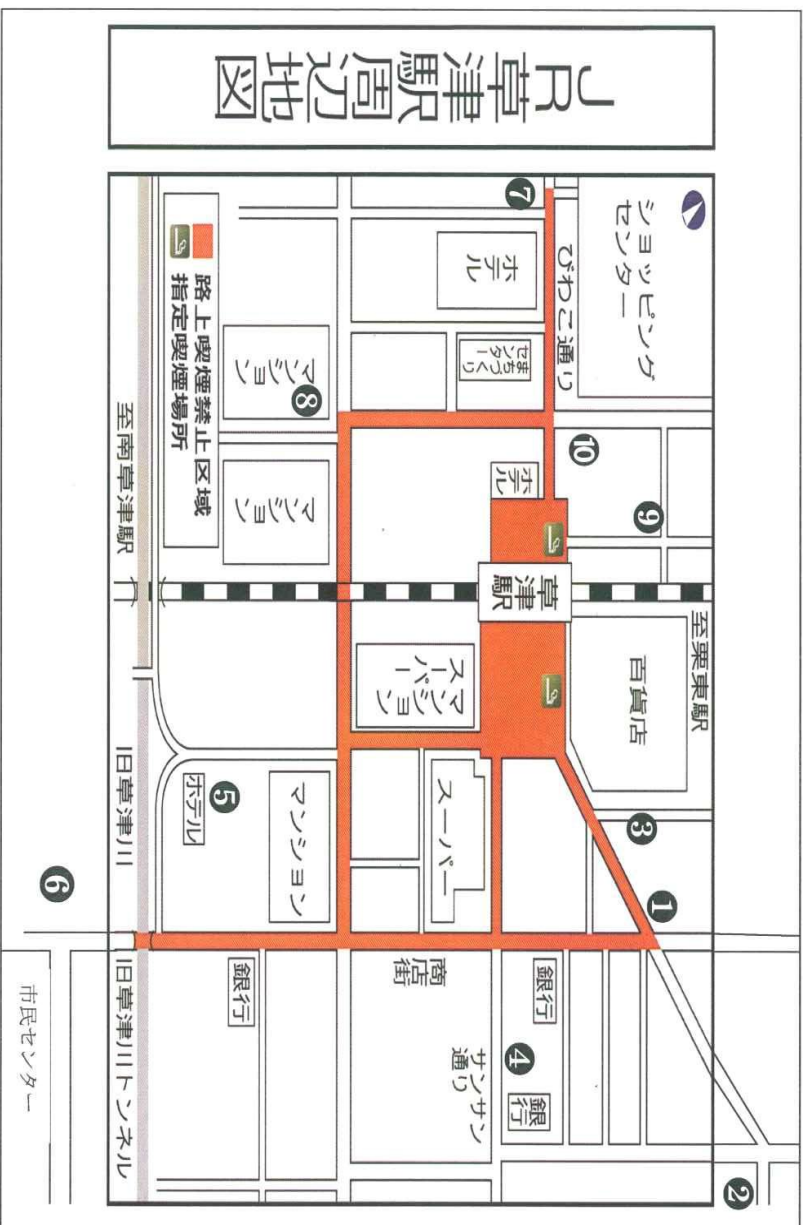 JR草津駅周辺地図
ショッピング
センター
びわこ通り
⑦
ホテル
まちづくり
センター
⑧
マンション
マンション
路上喫煙禁止区域
指定喫煙場所
至南草津駅
⑩
⑨
ホテル
草津駅
至栗東駅
百貨店
マンション
スーパー
③
①
スーパー
マンション
⑤
ホテル
旧草津川
⑥
銀行
④
銀行
②
サンサン
通り
商店街
銀行
旧草津川トンネル
市民センター